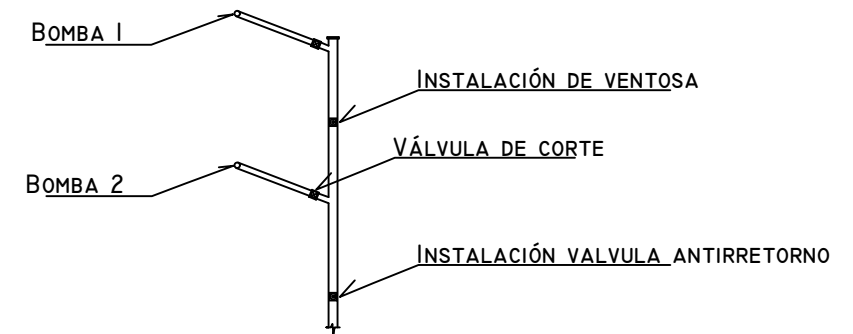 BOMBA 1
INSTALACIÓN DE VENTOSA
VÁLVULA DE CORTE
BOMBA 2
INSTALACIÓN VALVULA ANTIRRETORNO